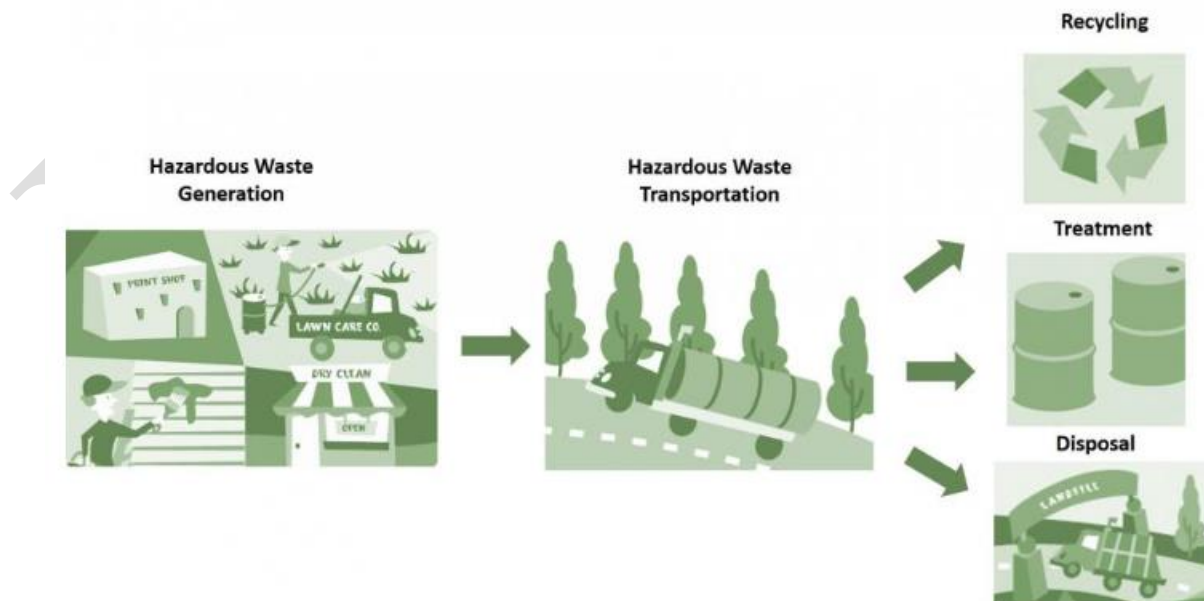 Hazardous Waste
Generation
PRINT SHOP
LAWN CARE CO.
DRY CLEAN
OPEN
Hazardous Waste
Transportation
Recycling
Treatment
Disposal
LANDFILL